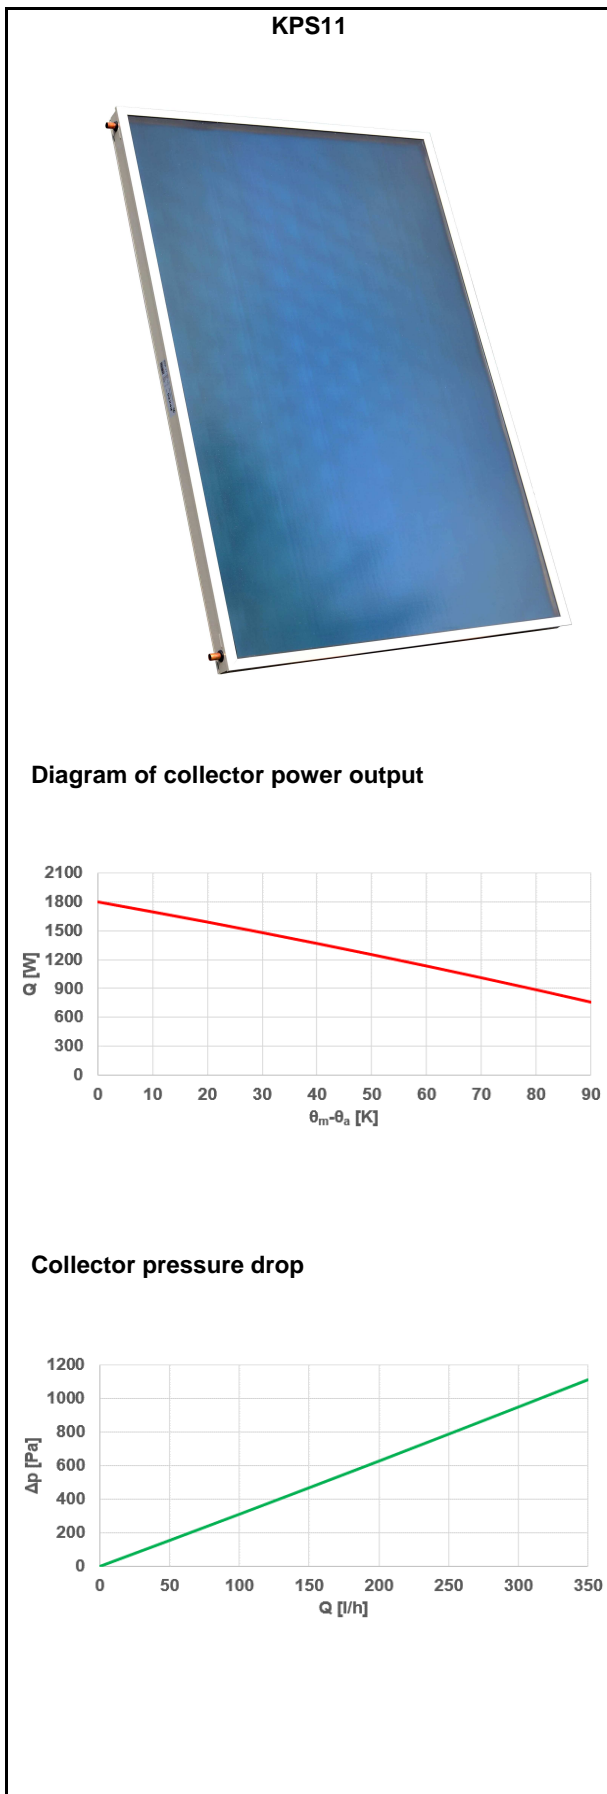 KPS11
Diagram of collector power output
2100
1800
1500
1200
900
600
300
0
Q [W]
0 10 20 30 40 50 60 70 80 90
θm-θa [K]
Collector pressure drop
1200
1000
800
600
400
200
0
Δp [Pa]
0 50 100 150 200 250 300 350
Q [l/h]